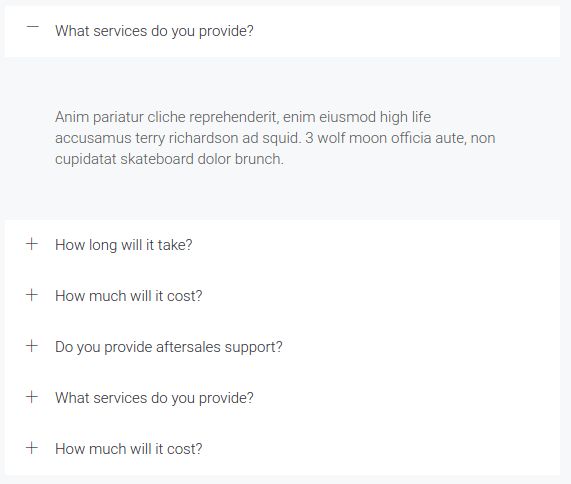 What services do you provide?
Anim pariatur cliche reprehenderit, enim eiusmod high life
accusamus terry richardson ad squid. 3 wolf moon officia aute, non
cupidatat skateboard dolor brunch.
How long will it take?
How much will it cost?
Do you provide aftersales support?
What services do you provide?
How much will it cost?